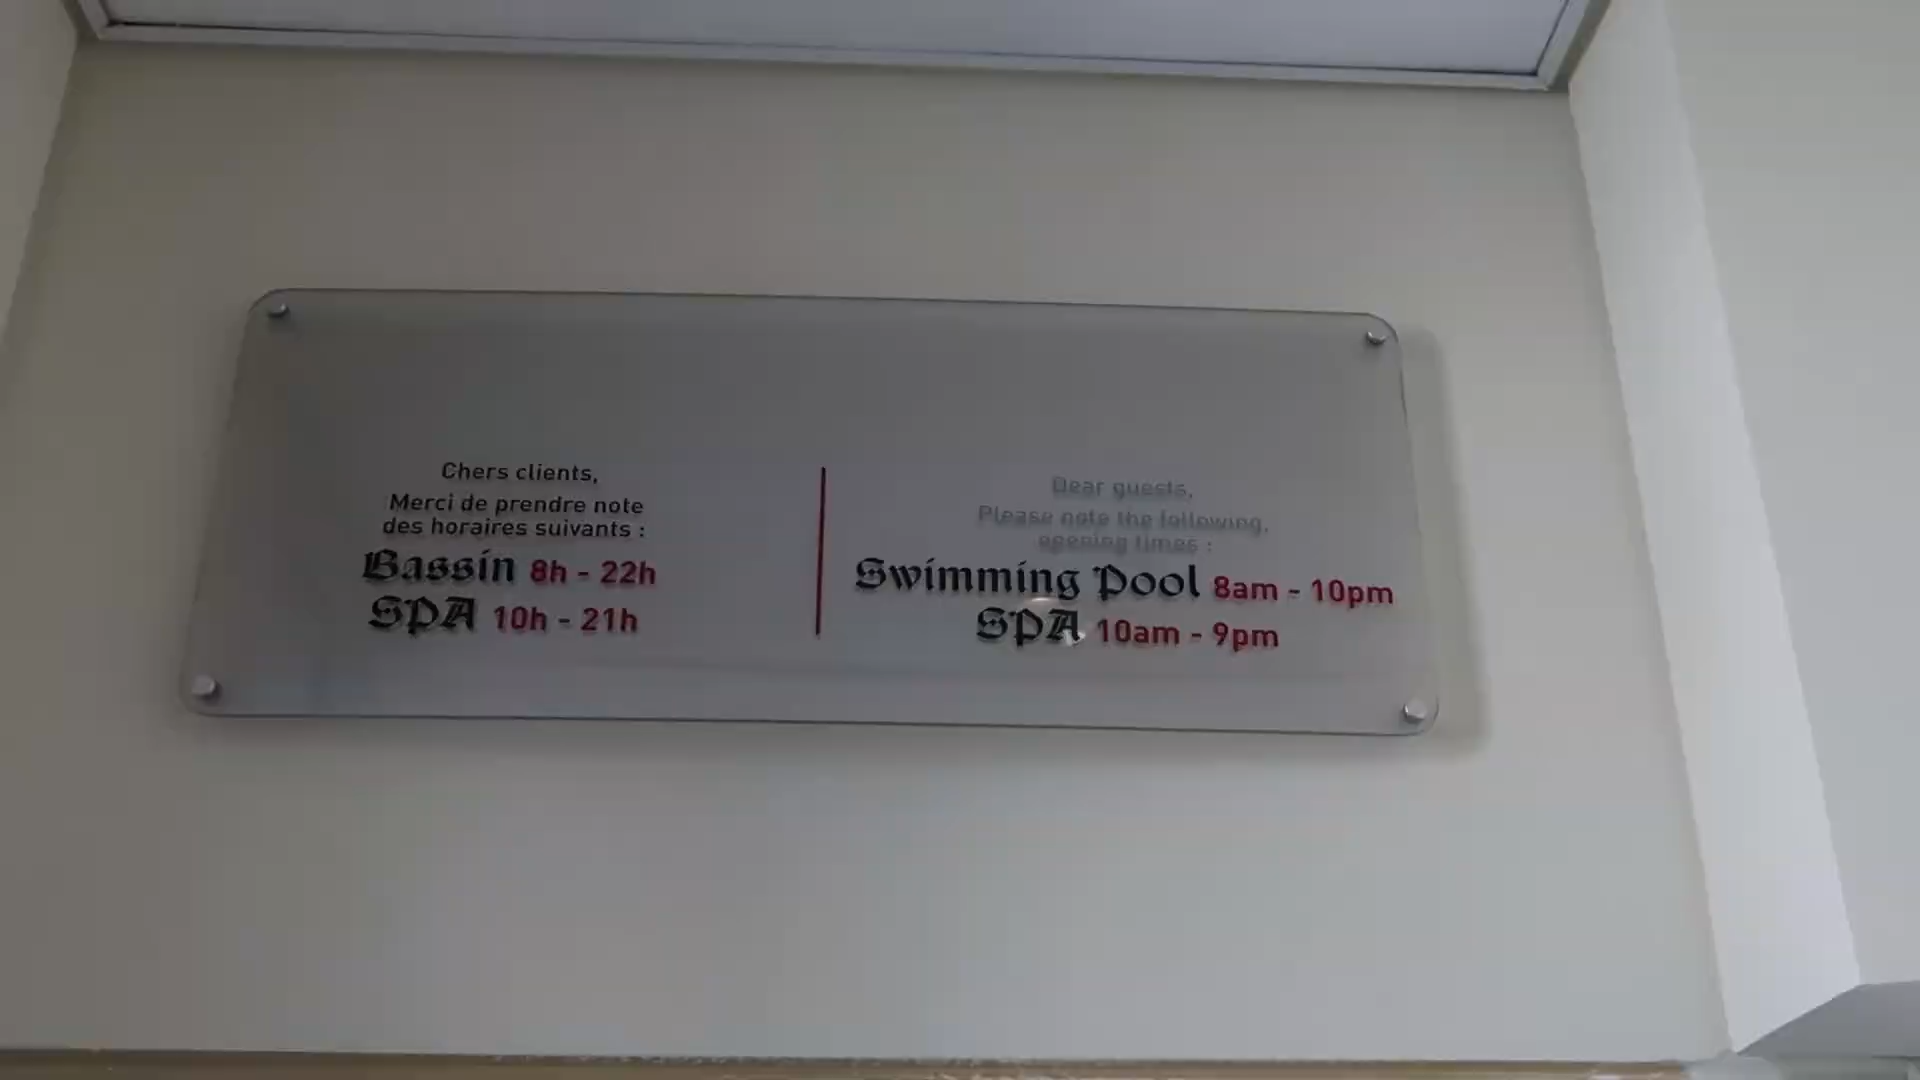 Chers clients,
Merci de prendre note
des horaires suivants :
Bassin 8h - 22h
SPA 10h - 21h
Dear guests,
Please note the following,
opening times :
Swimming Pool 8am - 10pm
SPA 10am - 9pm